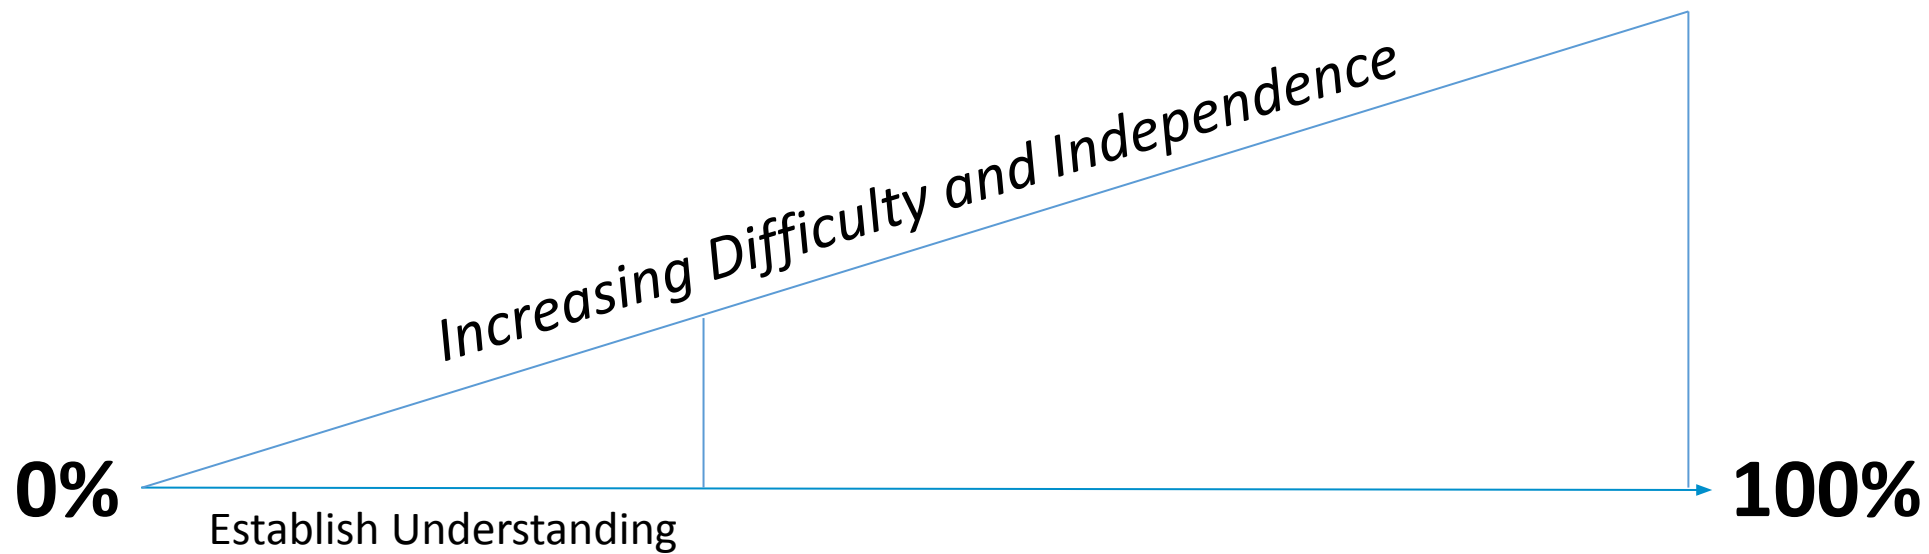 Increasing Difficulty and Independence
0%
100%
Establish Understanding